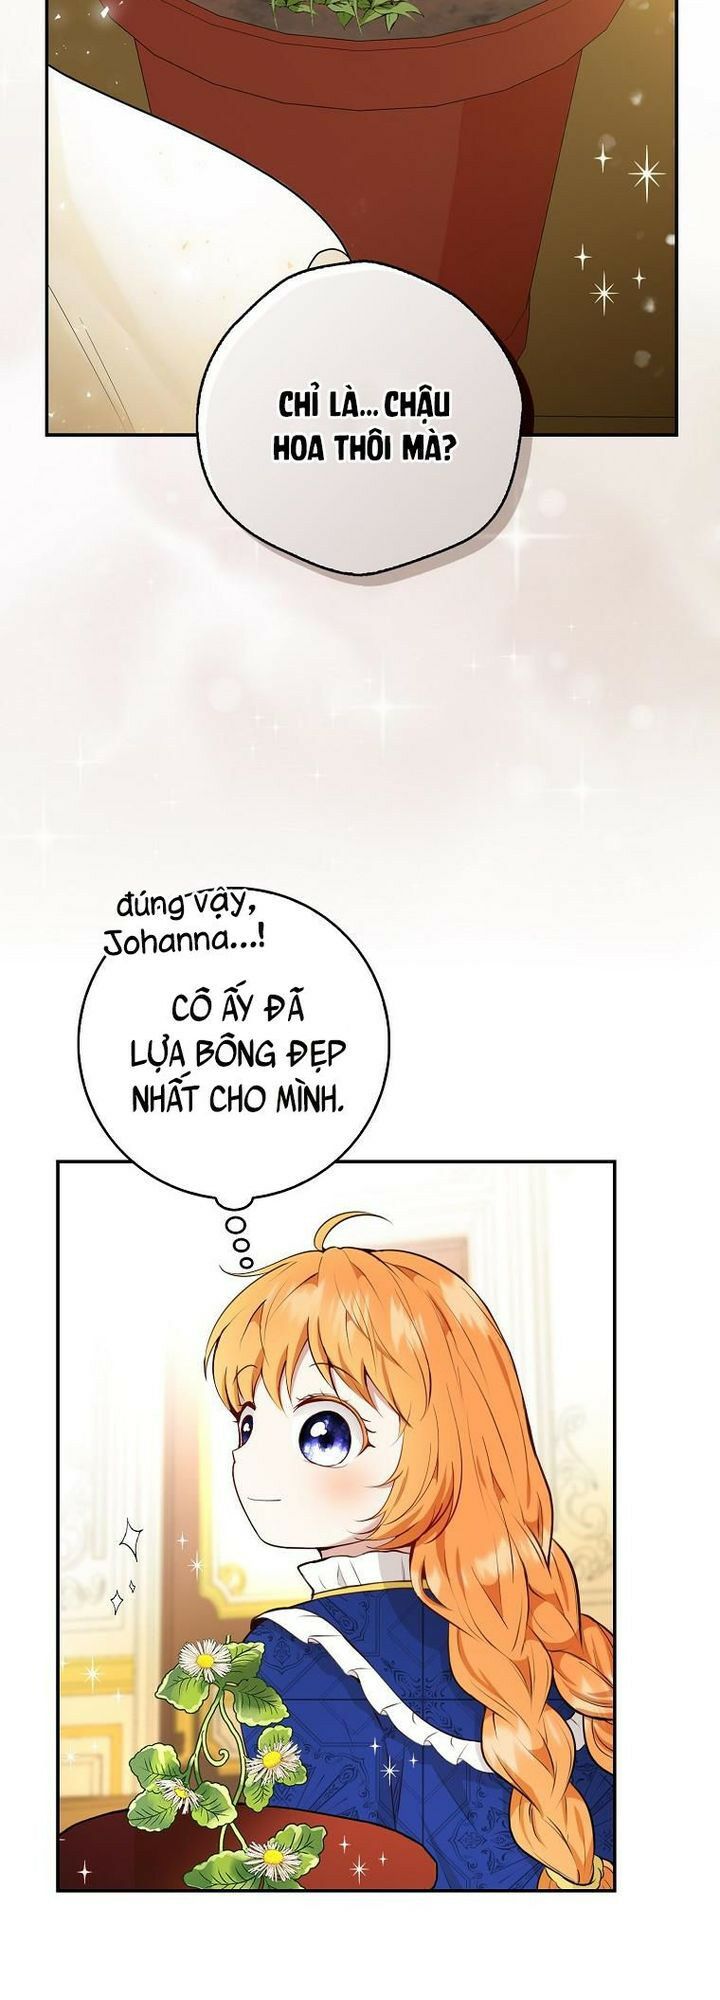 CHỈ LÀ... CHẬU
HOA THÔI MÀ?
đúng vậy,
Johanna...!
CÔ ẤY ĐÃ
LỰA BÔNG ĐẸP
NHẤT CHO MÌNH.